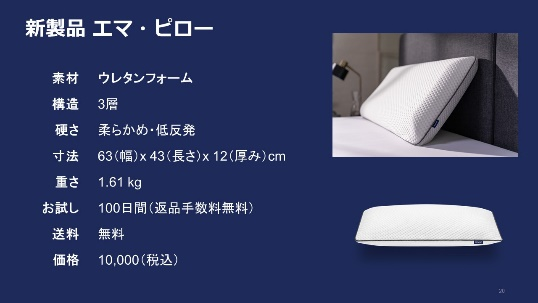 新製品 エマ・ピロー
素材 ウレタンフォーム
構造 3層
硬さ 柔らかめ・低反発
寸法 63(幅)x 43(長さ)x 12(厚み)cm
重さ 1.61 kg
お試し 100日間(返品手数料無料)
送料 無料
価格 10,000(税込)
20